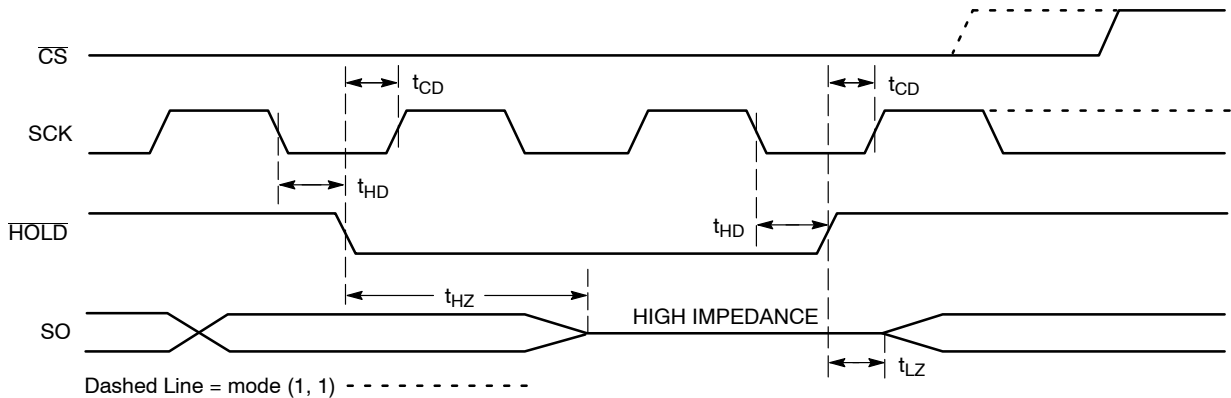 CS
tCD
tCD
SCK
tHD
HOLD
tHD
tHZ
HIGH IMPEDANCE
SO
tLZ
Dashed Line = mode (1, 1)